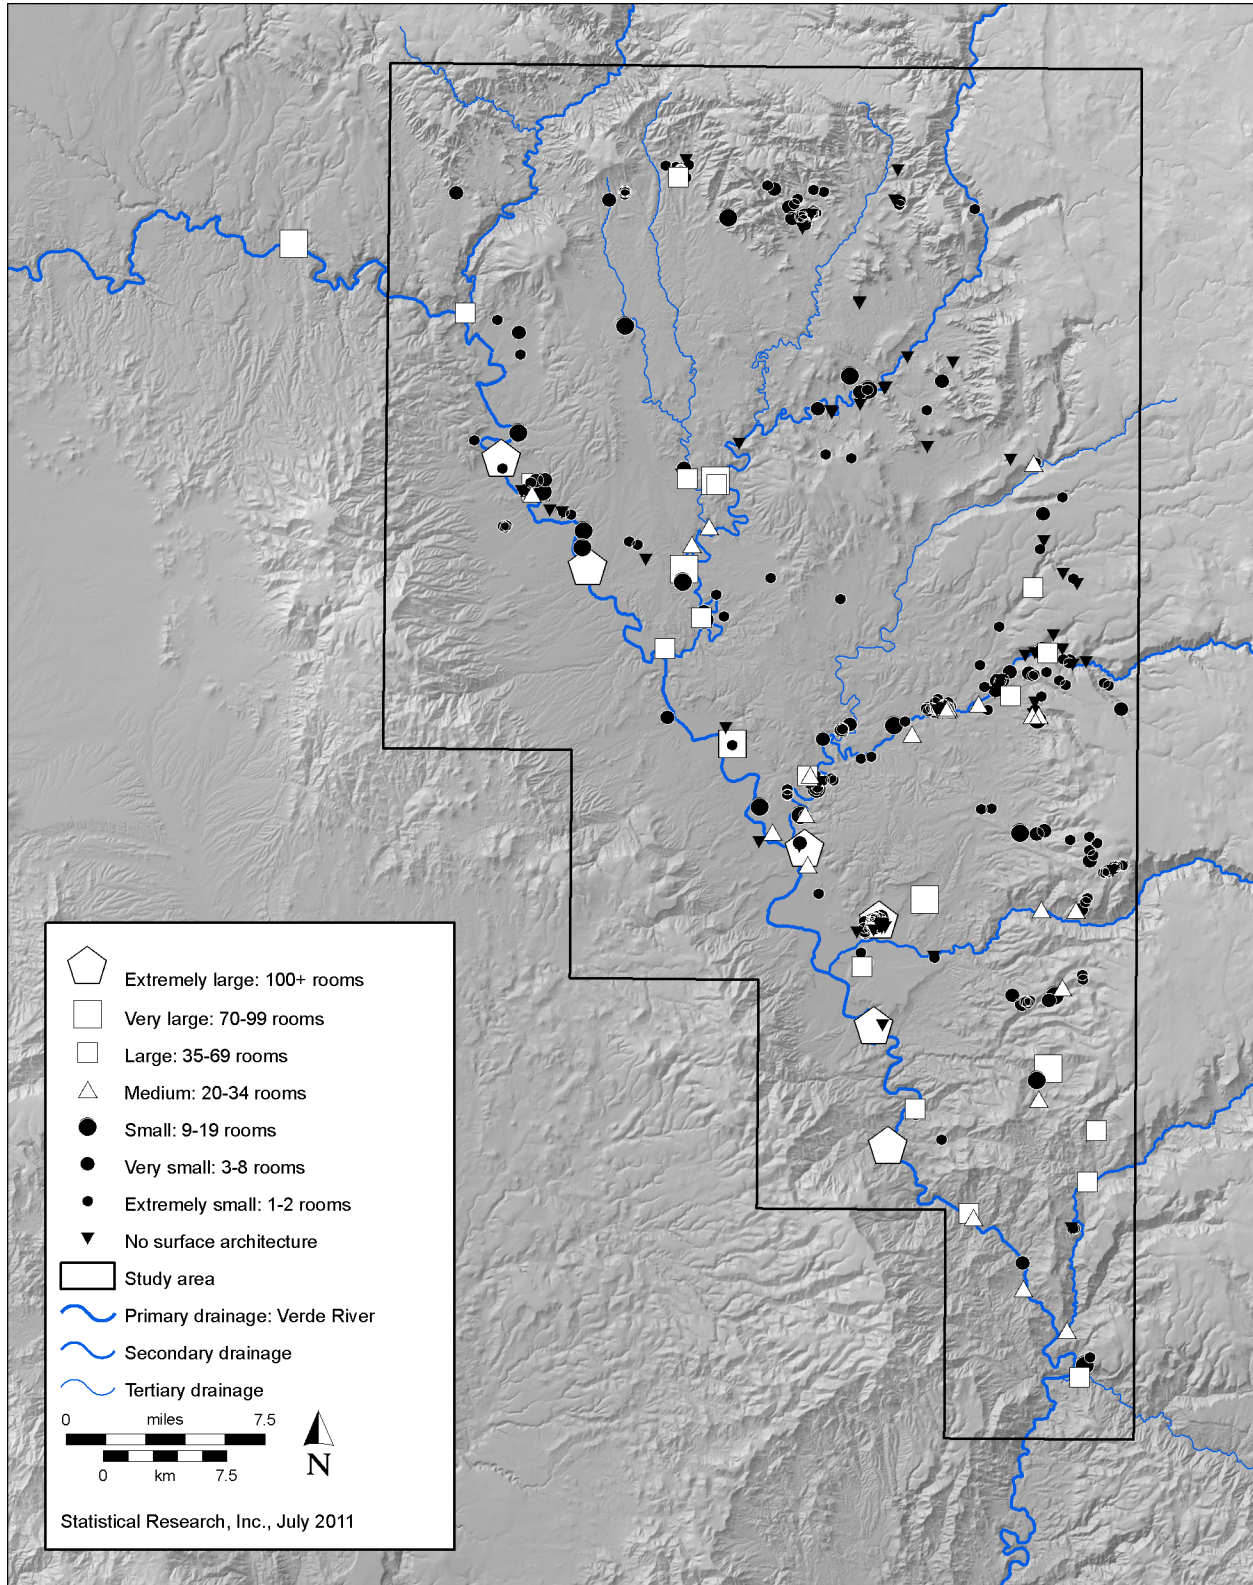 Extremely large: 100+ rooms
Very large: 70-99 rooms
Large: 35-69 rooms
Medium: 20-34 rooms
Small: 9-19 rooms
Very small: 3-8 rooms
Extremely small: 1-2 rooms
No surface architecture
Study area
Primary drainage: Verde River
Secondary drainage
Tertiary drainage
0 miles 7.5
0 km 7.5
N
Statistical Research, Inc., July 2011